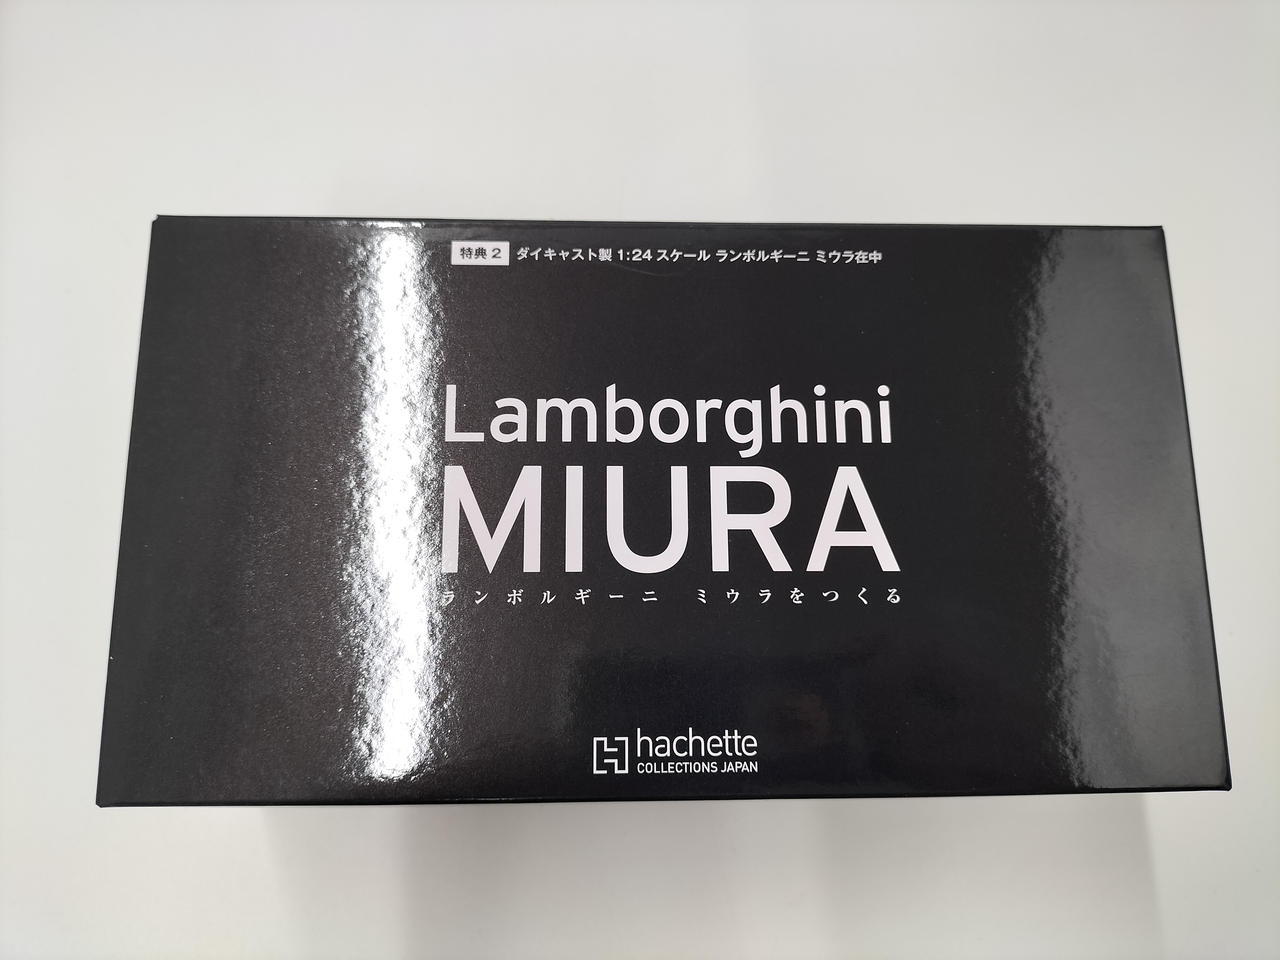 特典 2 ダイキャスト製 1:24 スケール ランボルギーニ ミウラ在中
Lamborghini
MIURA
ランボルギーニ ミウラをつくる
hachette
COLLECTIONS JAPAN